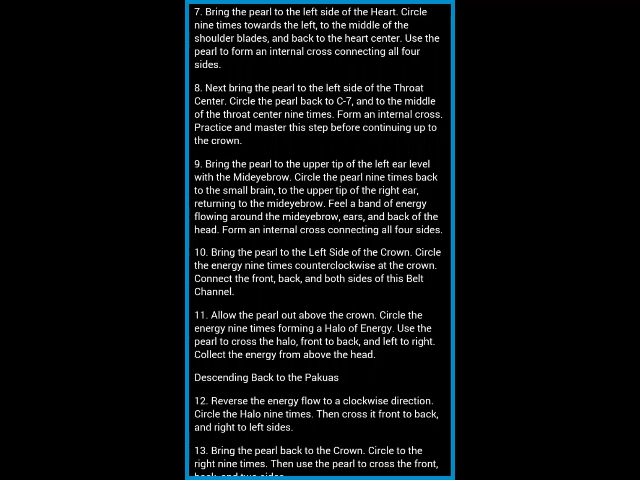 7. Bring the pearl to the left side of the Heart. Circle
nine times towards the left, to the middle of the
shoulder blades, and back to the heart center. Use the
pearl to form an internal cross connecting all four
sides.
8. Next bring the pearl to the left side of the Throat
Center. Circle the pearl back to C-7, and to the middle
of the throat center nine times. Form an internal cross.
Practice and master this step before continuing up to
the crown.
9. Bring the pearl to the upper tip of the left ear level
with the Mideyebrow. Circle the pearl nine times back
to the small brain, to the upper tip of the right ear,
returning to the mideyebrow. Feel a band of energy
flowing around the mideyebrow, ears, and back of the
head. Form an internal cross connecting all four sides.
10. Bring the pearl to the Left Side of the Crown. Circle
the energy nine times counterclockwise at the crown.
Connect the front, back, and both sides of this Belt
Channel.
11. Allow the pearl out above the crown. Circle the
energy nine times forming a Halo of Energy. Use the
pearl to cross the halo, front to back, and left to right.
Collect the energy from above the head.
Descending Back to the Pakuas
12. Reverse the energy flow to a clockwise direction.
Circle the Halo nine times. Then cross it front to back,
and right to left sides.
13. Bring the pearl back to the Crown. Circle to the
right nine times. Then use the pearl to cross the front,
back, and two sides.